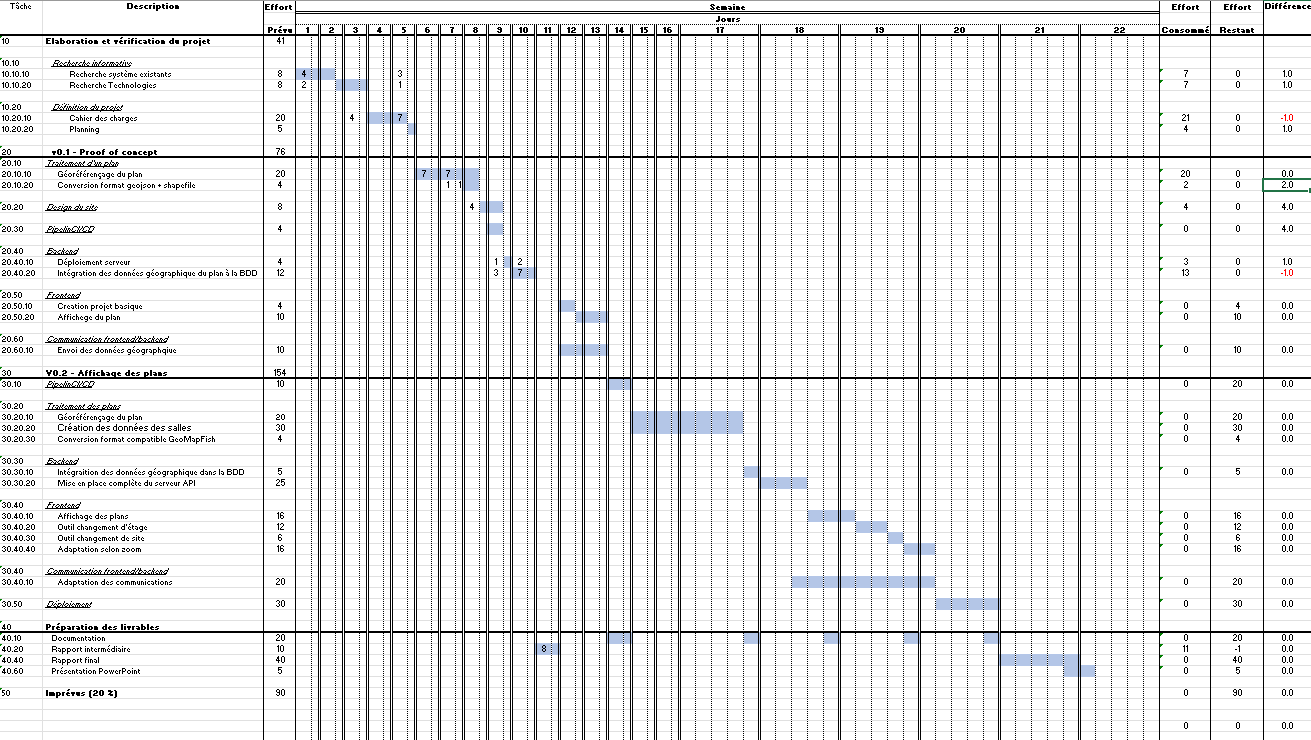 Tâche Description Effort Semaine Effort Effort Différence
Jours
Prévu 1 2 3 4 5 6 7 8 9 10 11 12 13 14 15 16 17 18 19 20 21 22 Consommé Restant
10 Elaboration et vérification du projet 41
10.10 Recherche informative
10.10.10 Recherche système existants 8 4 3 7 0 1.0
10.10.20 Recherche Technologies 8 2 1 7 0 1.0
10.20 Définition du projet
10.20.10 Cahier des charges 20 4 7 21 0 -1.0
10.20.20 Planning 5 4 0 1.0
20 v0.1 - Proof of concept 76
20.10 Traitement d'un plan
20.10.10 Géoréférençage du plan 20 7 7 20 0 0.0
20.10.20 Conversion format geojson + shapefile 4 1 1 2 0 2.0
20.20 Design du site 8 4 4 0 4.0
20.30 PipelinCI/CD 4 0 0 4.0
20.40 Backend
20.40.10 Déploiement serveur 4 1 2 3 0 1.0
20.40.20 Intégration des données géographique du plan à la BDD 12 3 7 13 0 -1.0
20.50 Frontend
20.50.10 Creation projet basique 4 0 4 0.0
20.50.20 Affichege du plan 10 0 10 0.0
20.60 Communication frontend/backend
20.60.10 Envoi des données géographqiue 10 0 10 0.0
30 V0.2 - Affichage des plans 154
30.10 PipelinCI/CD 10 0 20 0.0
30.20 Traitement des plans
30.20.10 Géoréférençage du plan 20 0 20 0.0
30.20.20 Création des données des salles 30 0 30 0.0
30.20.30 Conversion format compatible GeoMapFish 4 0 4 0.0
30.30 Backend
30.30.10 Intégraition des données géographique dans la BDD 5 0 5 0.0
30.30.20 Mise en place complète du serveur API 25
30.40 Frontend
30.40.10 Affichage des plans 16 0 16 0.0
30.40.20 Outil changement d'étage 12 0 12 0.0
30.40.30 Outil changement de site 6 0 6 0.0
30.40.40 Adaptation selon zoom 16 0 16 0.0
30.40 Communication frontend/backend
30.40.10 Adaptation des communications 20 0 20 0.0
30.50 Déploiement 30 0 30 0.0
40 Préparation des livrables
40.10 Documentation 20 0 20 0.0
40.20 Rapport intermédiaire 10 8 11 -1 0.0
40.40 Rapport final 40 0 40 0.0
40.60 Présentation PowerPoint 5 0 5 0.0
50 Imprévus (20 %) 90 0 90 0.0
0 0 0.0